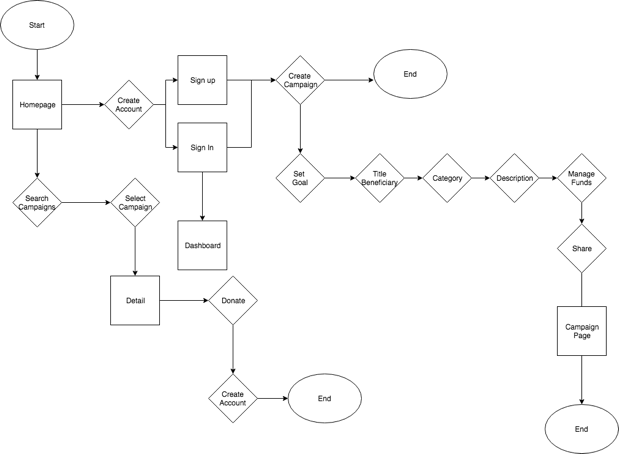 Start
Homepage
Create
Account
Sign up
Sign In
Create
Campaign
End
Set
Goal
Title
Beneficiary
Category
Description
Manage
Funds
Search
Campaigns
Select
Campaign
Dashboard
Share
Detail
Donate
Campaign
Page
Create
Account
End
End